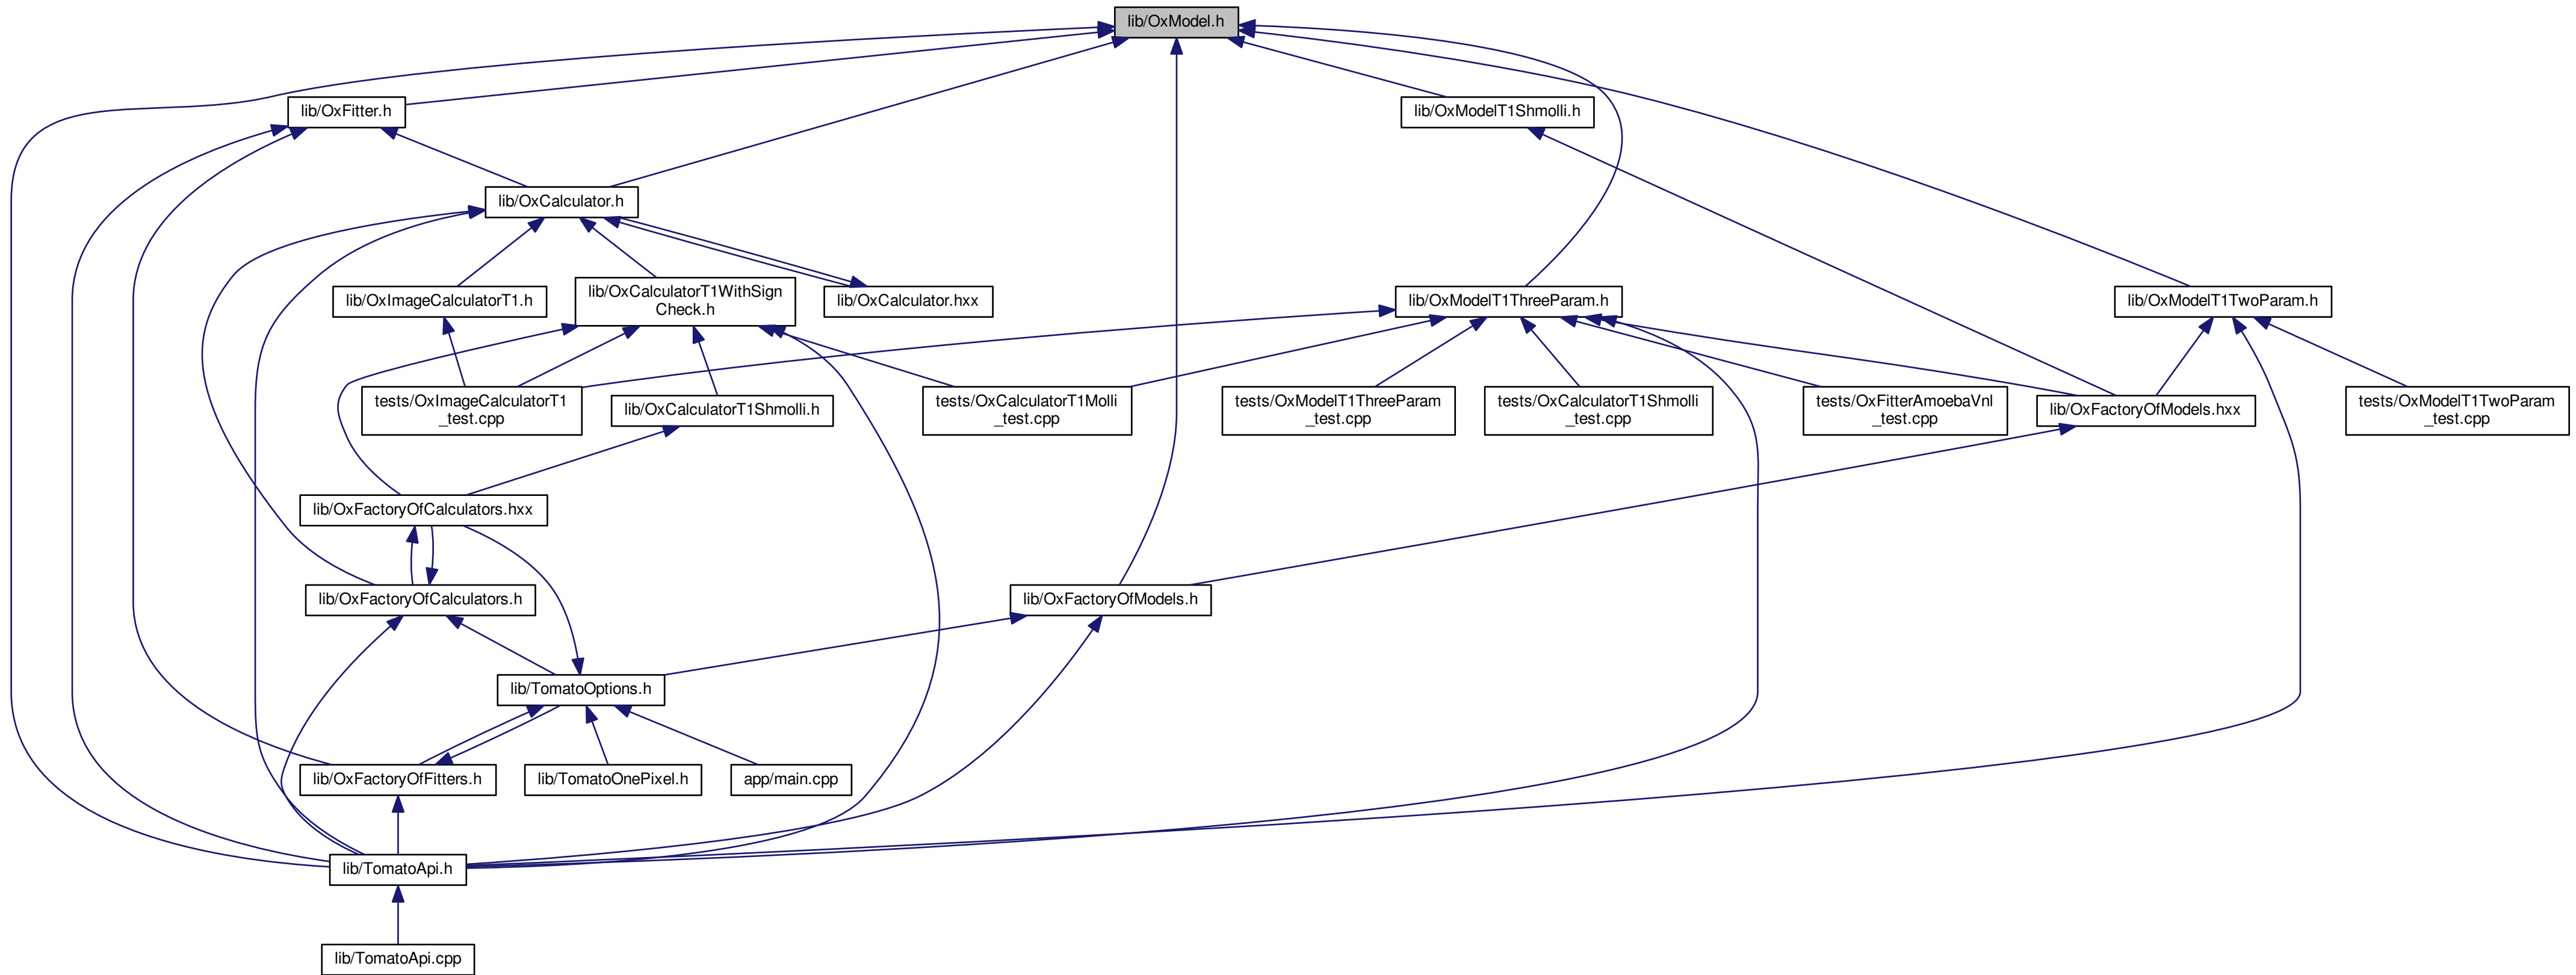 lib/OxModel.h
lib/OxFitter.h
lib/OxModelT1Shmolli.h
lib/OxCalculator.h
lib/OxImageCalculatorT1.h
lib/OxCalculatorT1WithSign
Check.h
lib/OxCalculator.hxx
lib/OxModelT1ThreeParam.h
lib/OxModelT1TwoParam.h
tests/OxImageCalculatorT1
_test.cpp
lib/OxCalculatorT1Shmolli.h
tests/OxCalculatorT1Molli
_test.cpp
tests/OxModelT1ThreeParam
_test.cpp
tests/OxCalculatorT1Shmolli
_test.cpp
tests/OxFitterAmoebaVnl
_test.cpp
lib/OxFactoryOfModels.hxx
tests/OxModelT1TwoParam
_test.cpp
lib/OxFactoryOfCalculators.hxx
lib/OxFactoryOfCalculators.h
lib/OxFactoryOfModels.h
lib/TomatoOptions.h
lib/OxFactoryOfFitters.h
lib/TomatoOnePixel.h
app/main.cpp
lib/TomatoApi.h
lib/TomatoApi.cpp